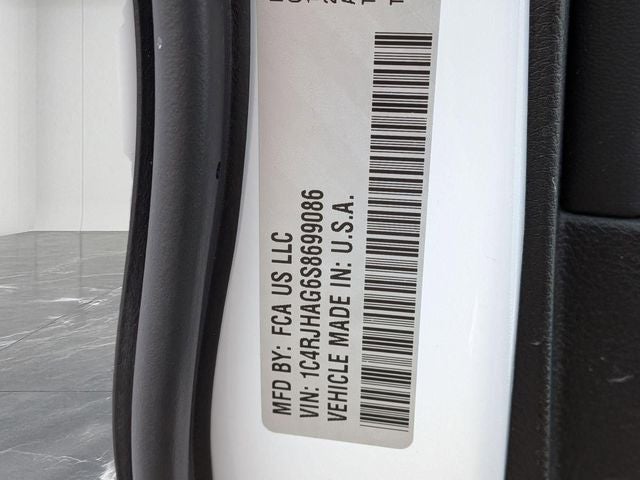 MFD BY: FCA US LLC
VIN: 1C4RJHAG6S8699086
VEHICLE MADE IN: U.S.A.